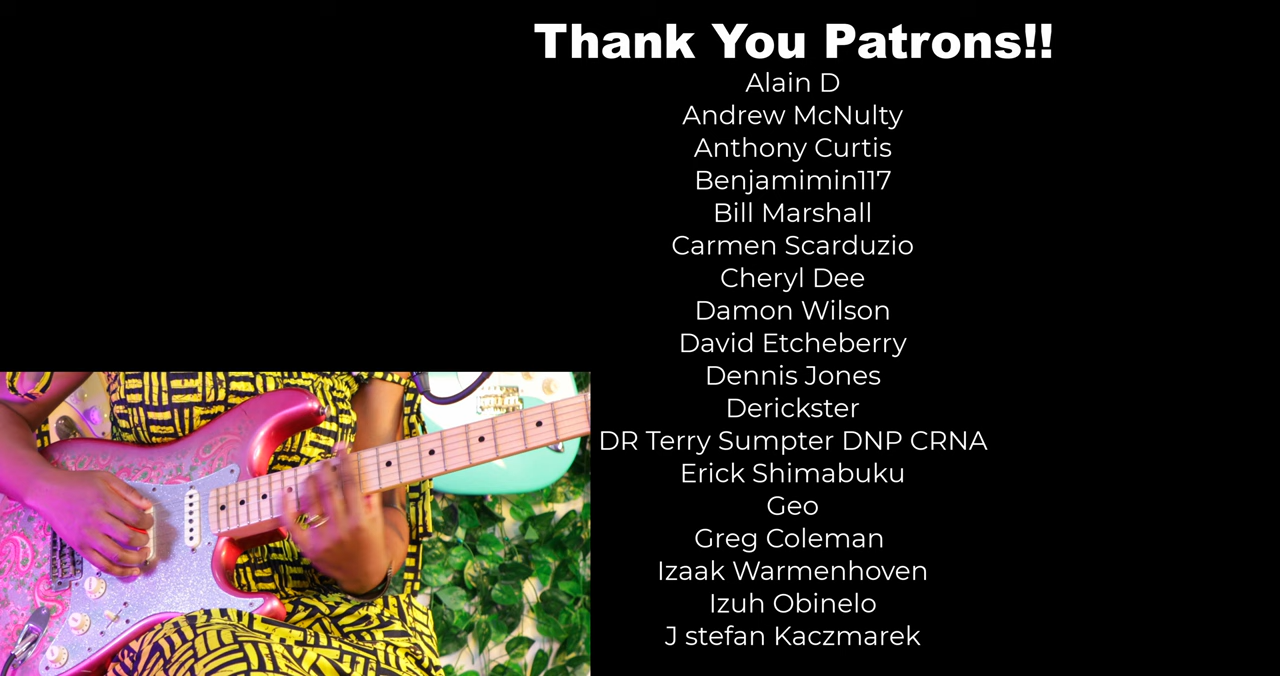 Thank You Patrons!!
Alain D
Andrew McNulty
Anthony Curtis
Benjamimin117
Bill Marshall
Carmen Scarduzio
Cheryl Dee
Damon Wilson
David Etcheberry
Dennis Jones
Derickster
DR Terry Sumpter DNP CRNA
Erick Shimabuku
Geo
Greg Coleman
Izaak Warmenhoven
Izuh Obinelo
J stefan Kaczmarek